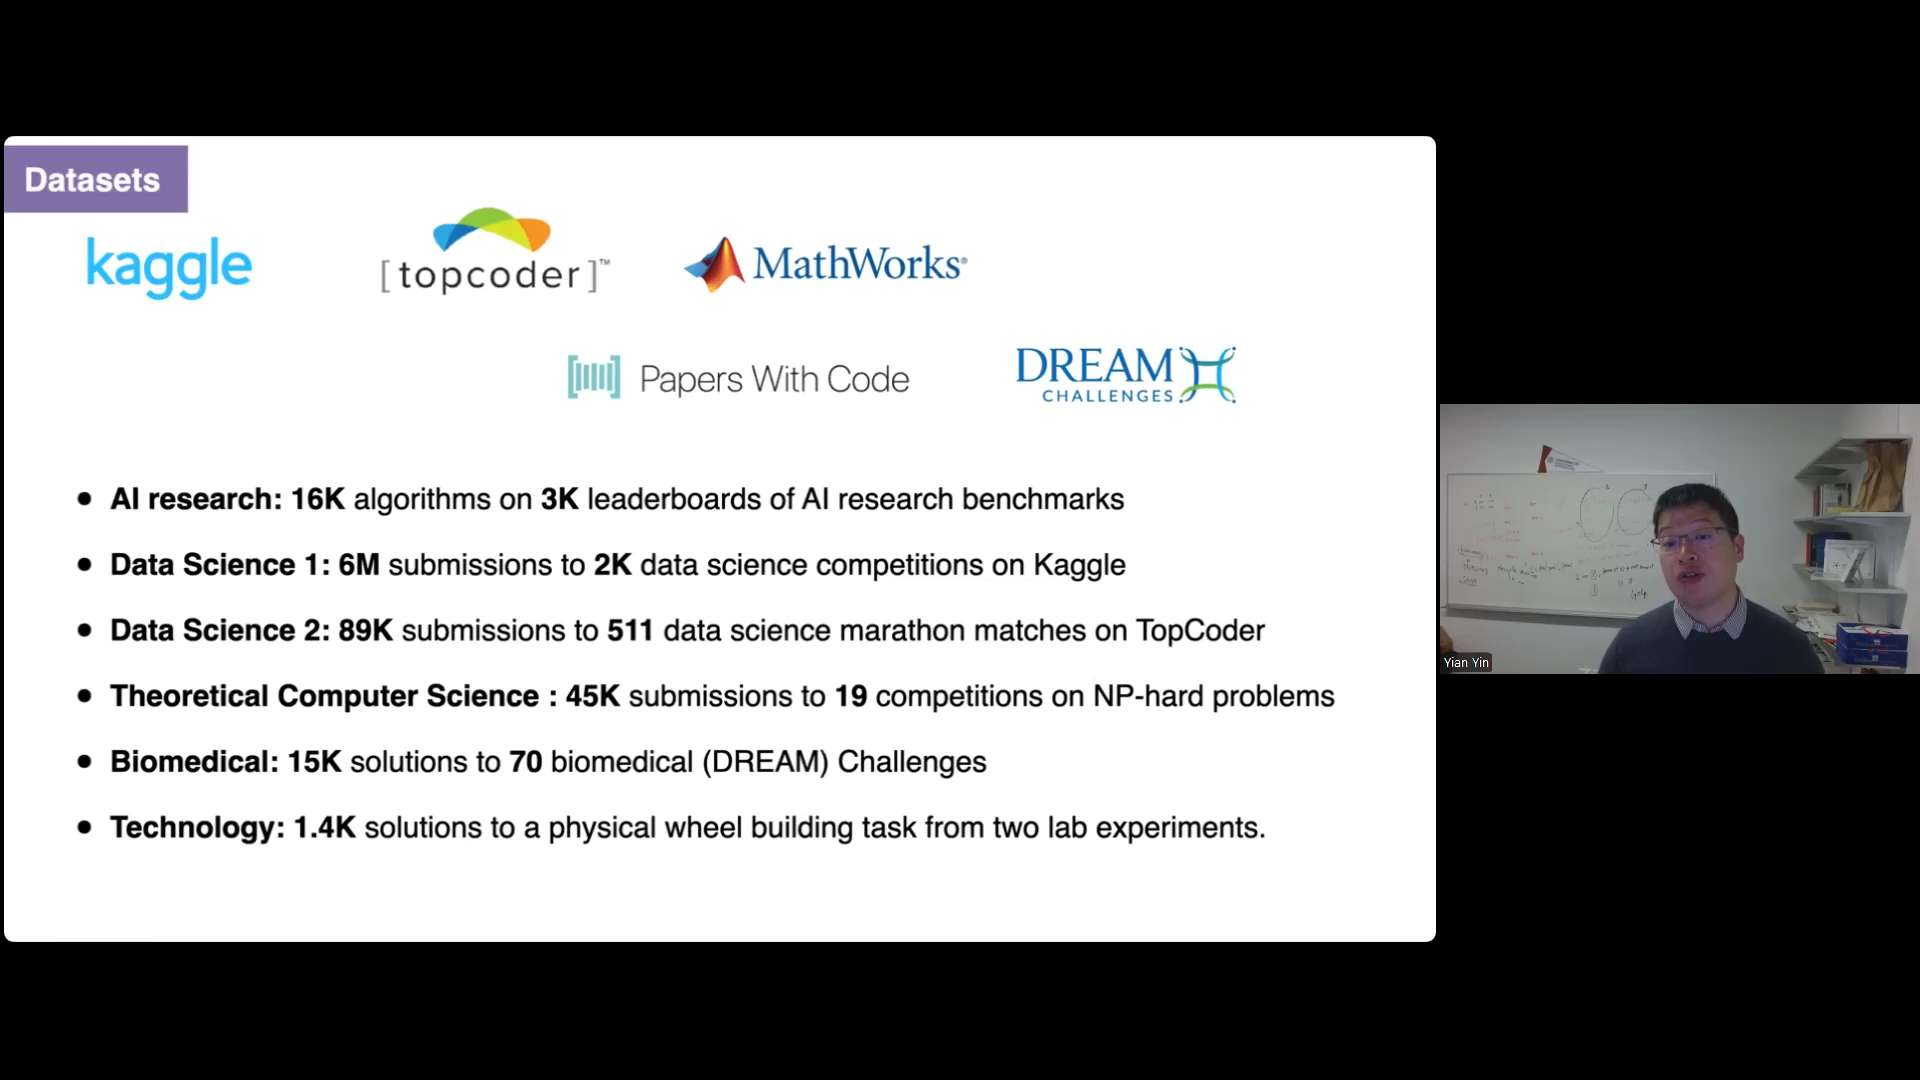 Datasets
kaggle
[topcoder]™
MathWorks®
Papers With Code
DREAM
CHALLENGES
• AI research: 16K algorithms on 3K leaderboards of AI research benchmarks
• Data Science 1: 6M submissions to 2K data science competitions on Kaggle
• Data Science 2: 89K submissions to 511 data science marathon matches on TopCoder
• Theoretical Computer Science : 45K submissions to 19 competitions on NP-hard problems
• Biomedical: 15K solutions to 70 biomedical (DREAM) Challenges
• Technology: 1.4K solutions to a physical wheel building task from two lab experiments.
Yian Yin